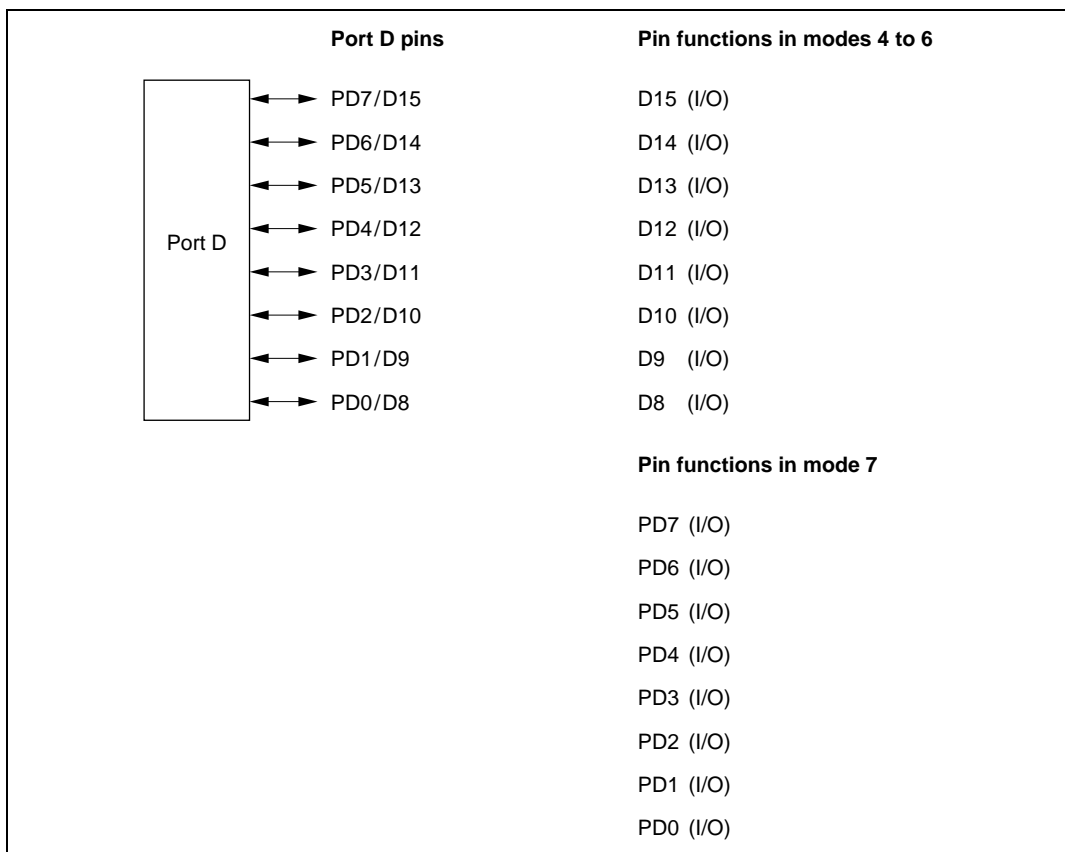 Port D pins Pin functions in modes 4 to 6
PD7/D15 D15 (I/O)
PD6/D14 D14 (I/O)
PD5/D13 D13 (I/O)
PD4/D12 D12 (I/O)
Port D
PD3/D11 D11 (I/O)
PD2/D10 D10 (I/O)
PD1/D9 D9 (I/O)
PD0/D8 D8 (I/O)
Pin functions in mode 7
PD7 (I/O)
PD6 (I/O)
PD5 (I/O)
PD4 (I/O)
PD3 (I/O)
PD2 (I/O)
PD1 (I/O)
PD0 (I/O)